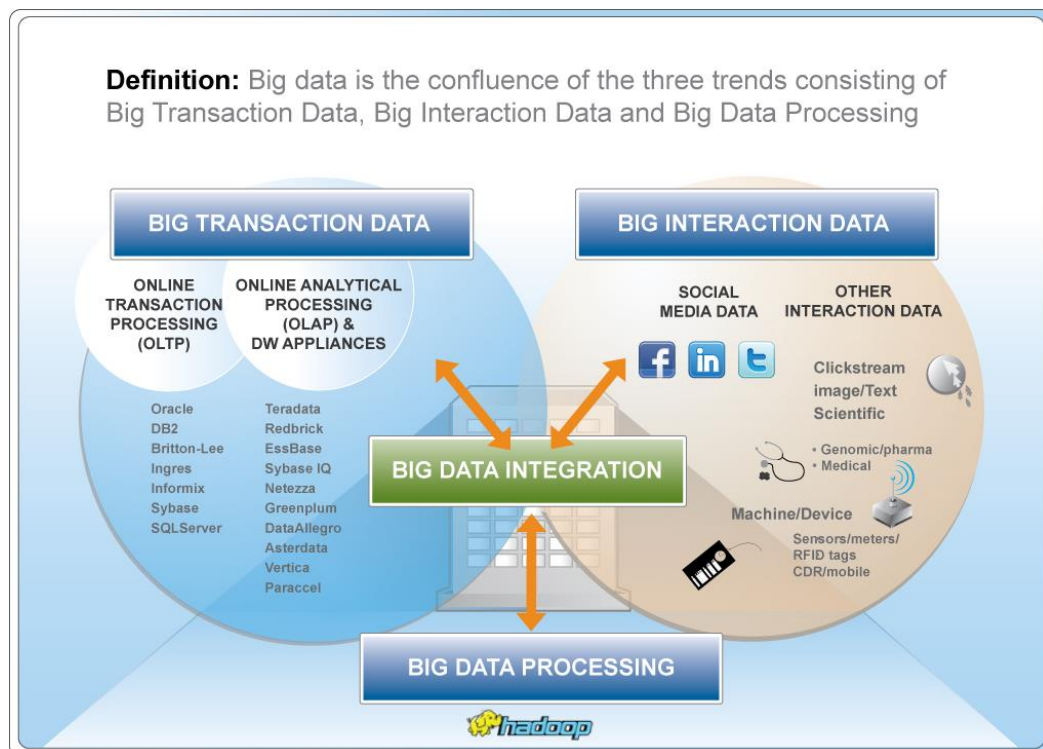 Definition: Big data is the confluence of the three trends consisting of
Big Transaction Data, Big Interaction Data and Big Data Processing
BIG TRANSACTION DATA
ONLINE
TRANSACTION
PROCESSING
(OLTP)
ONLINE ANALYTICAL
PROCESSING
(OLAP) &
DW APPLIANCES
Oracle
DB2
Britton-Lee
Ingres
Informix
Sybase
SQLServer
Teradata
Redbrick
EssBase
Sybase IQ
Netezza
Greenplum
DataAllegro
Asterdata
Vertica
Paraccel
BIG INTERACTION DATA
SOCIAL
MEDIA DATA
f
in
t
OTHER
INTERACTION DATA
Clickstream
image/Text
Scientific
• Genomic/pharma
• Medical
Machine/Device
Sensors/meters/
RFID tags
CDR/mobile
BIG DATA INTEGRATION
BIG DATA PROCESSING
hadoop